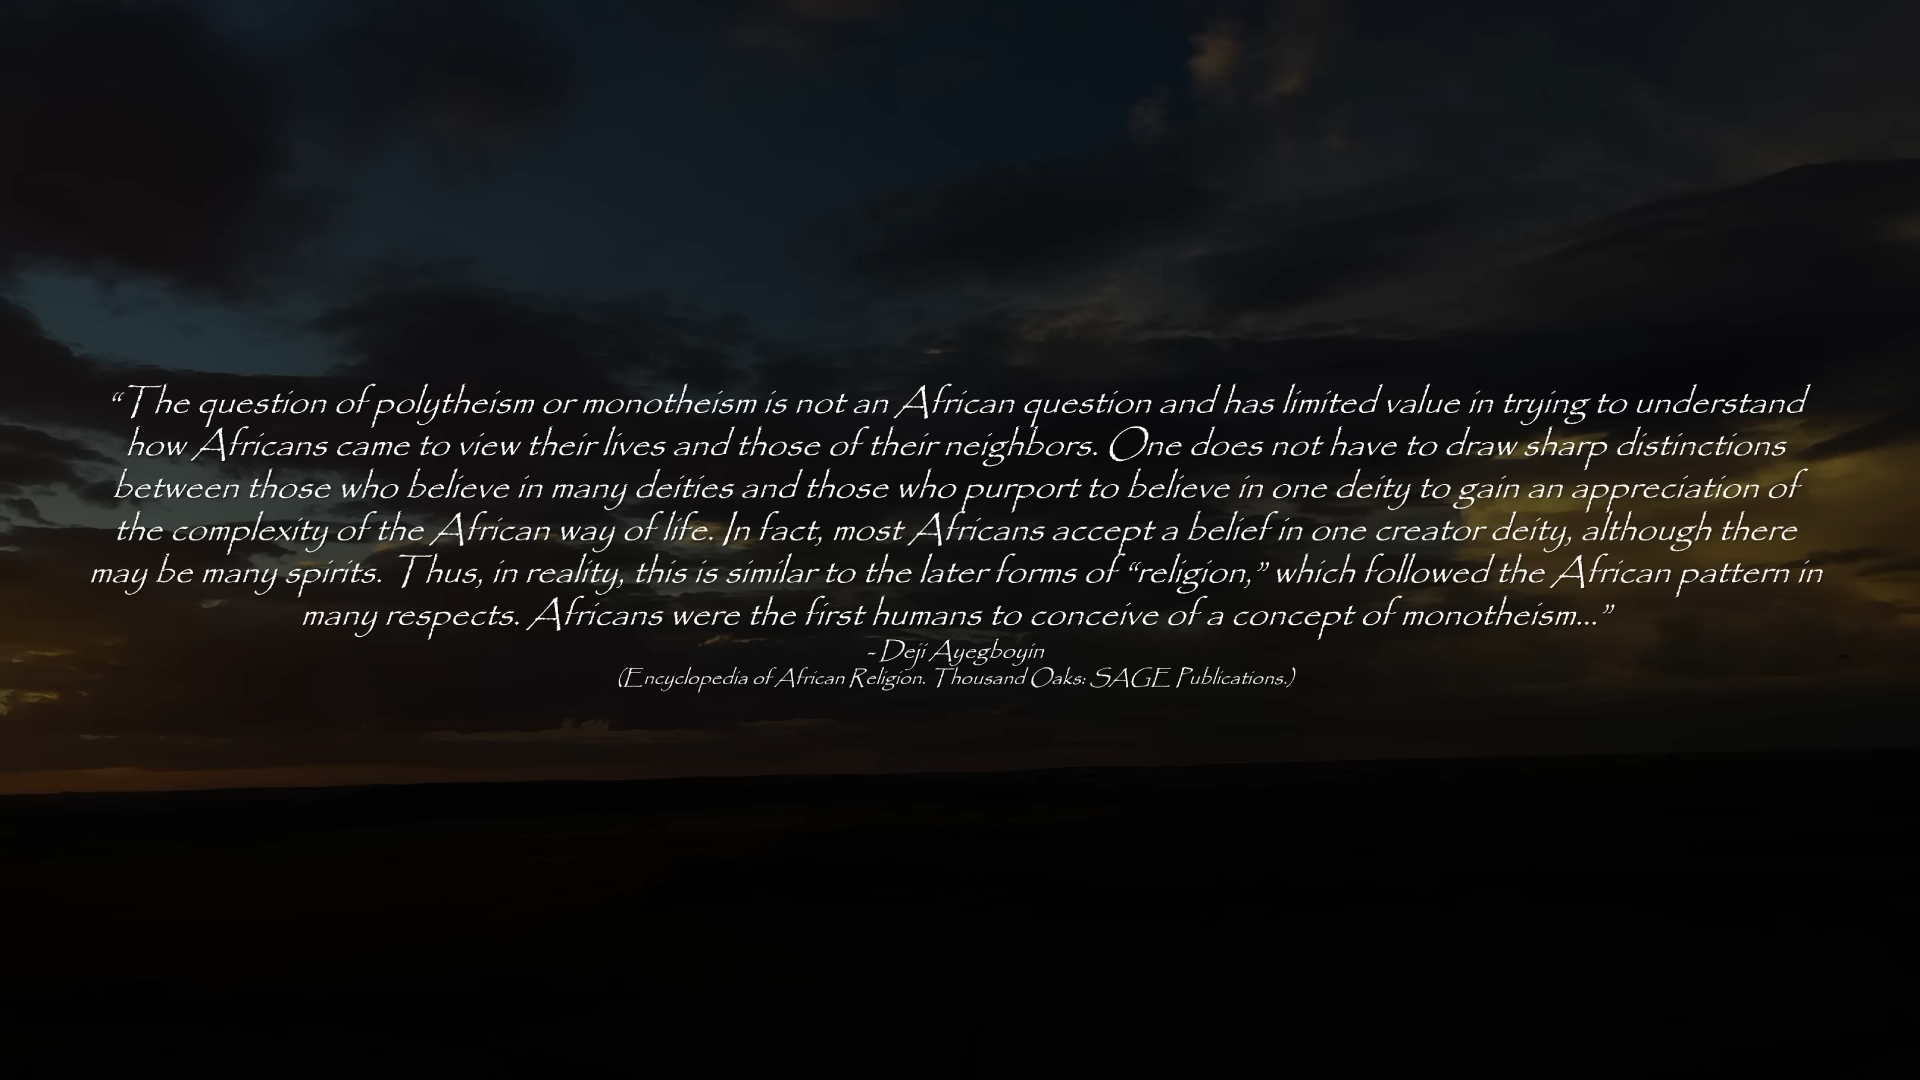 “The question of polytheism or monotheism is not an African question and has limited value in trying to understand
how Africans came to view their lives and those of their neighbors. One does not have to draw sharp distinctions
between those who believe in many deities and those who purport to believe in one deity to gain an appreciation of
the complexity of the African way of life. In fact, most Africans accept a belief in one creator deity, although there
may be many spirits. Thus, in reality, this is similar to the later forms of “religion,” which followed the African pattern in
many respects. Africans were the first humans to conceive of a concept of monotheism...”
- Deji Ayegboyin
(Encyclopedia of African Religion. Thousand Oaks: SAGE Publications.)